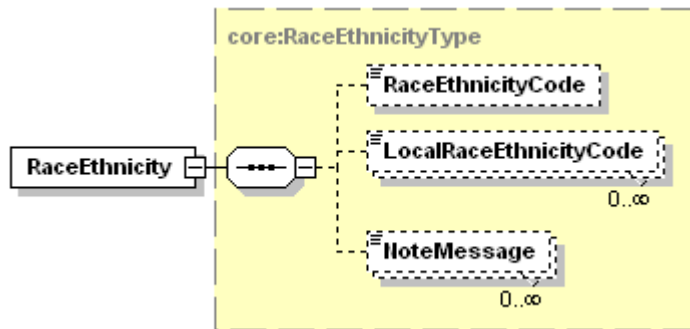 core:RaceEthnicityType
RaceEthnicityCode
LocalRaceEthnicityCode
0..∞
RaceEthnicity
NoteMessage
0..∞